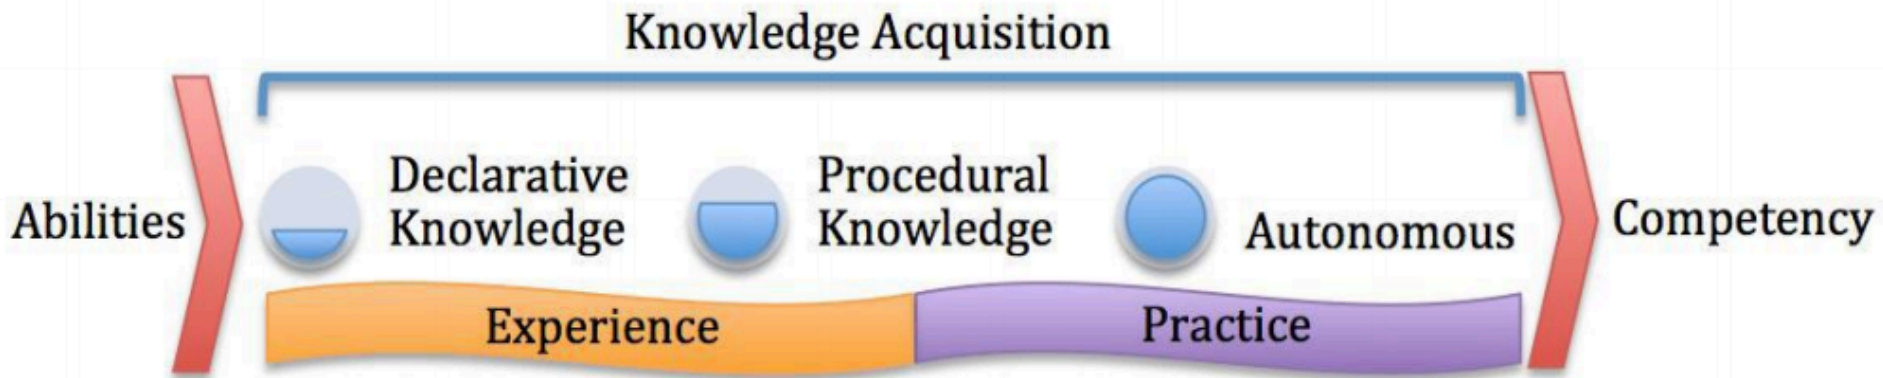 Knowledge Acquisition
Abilities
Declarative
Knowledge
Procedural
Knowledge
Autonomous
Competency
Experience
Practice